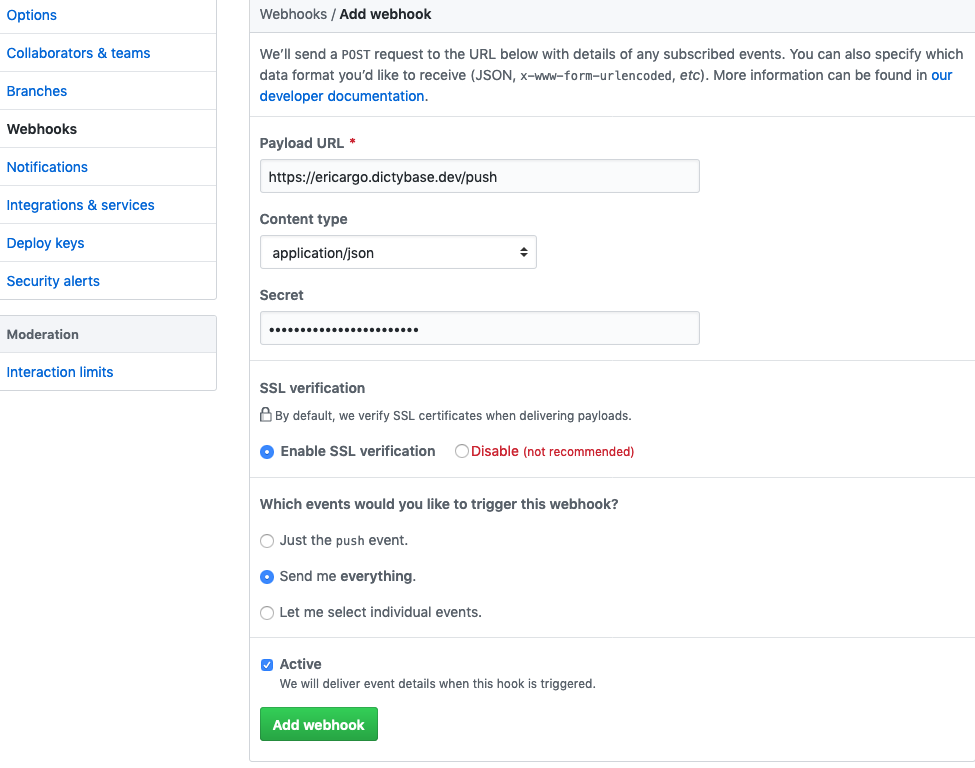 Options
Collaborators & teams
Branches
Webhooks
Notifications
Integrations & services
Deploy keys
Security alerts
Moderation
Interaction limits
Webhooks / Add webhook
We’ll send a POST request to the URL below with details of any subscribed events. You can also specify which
data format you’d like to receive (JSON, x-www-form-urlencoded, etc). More information can be found in our
developer documentation.
Payload URL *
https://ericargo.dictybase.dev/push
Content type
application/json
Secret
••••••••••••••••••••••••
SSL verification
By default, we verify SSL certificates when delivering payloads.
Enable SSL verification Disable (not recommended)
Which events would you like to trigger this webhook?
Just the push event.
Send me everything.
Let me select individual events.
Active
We will deliver event details when this hook is triggered.
Add webhook